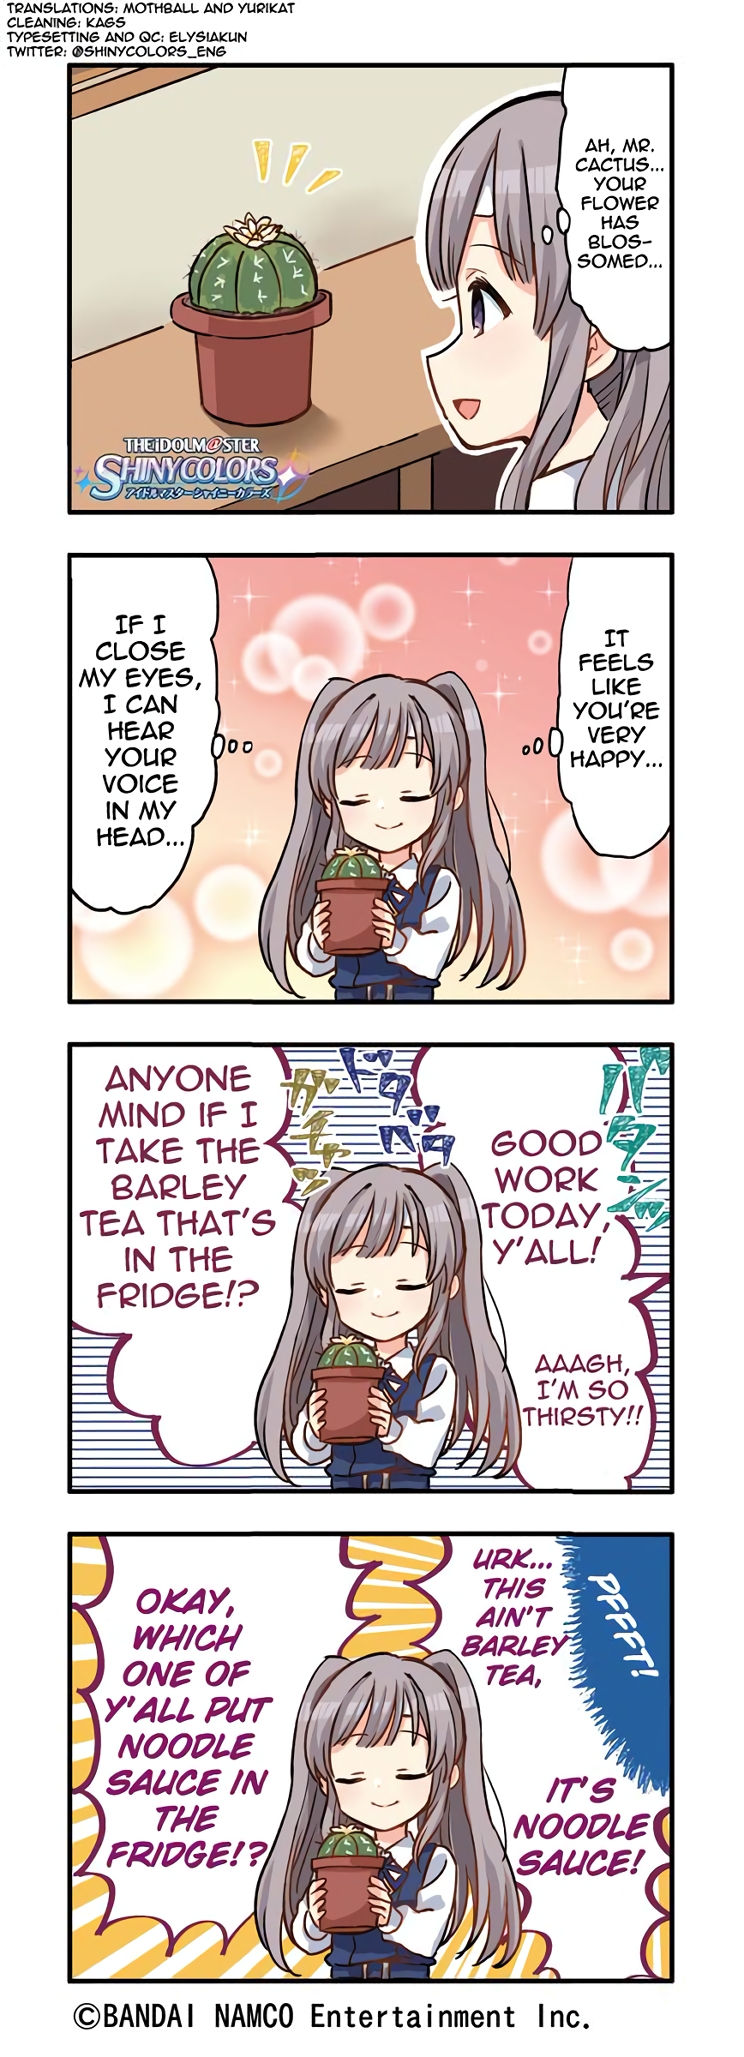 TRANSLATIONS: MOTHBALL AND YURIKAT
CLEANING: KAGS
TYPESETTING AND QC: ELYSIAKUN
TWITTER: @SHINYCOLORS_ENG
AH, MR.
CACTUS...
YOUR
FLOWER
HAS
BLOS-
SOMED...
THE iDOLM@STER
SHINYCOLORS
アイドルマスターシャイニーカラーズ
IT
FEELS
LIKE
YOU'RE
VERY
HAPPY...
IF I
CLOSE
MY EYES,
I CAN
HEAR
YOUR
VOICE
IN MY
HEAD...
バタンッ
GOOD
WORK
TODAY,
Y'ALL!
AAAGH,
I'M SO
THIRSTY!!
ドタ
バタ
ガチャッ
ANYONE
MIND IF I
TAKE THE
BARLEY
TEA THAT'S
IN THE
FRIDGE!?
PFFFT!
URK...
THIS
AIN'T
BARLEY
TEA,
IT'S
NOODLE
SAUCE!
OKAY,
WHICH
ONE OF
Y'ALL PUT
NOODLE
SAUCE IN
THE
FRIDGE!?
©BANDAI NAMCO Entertainment Inc.